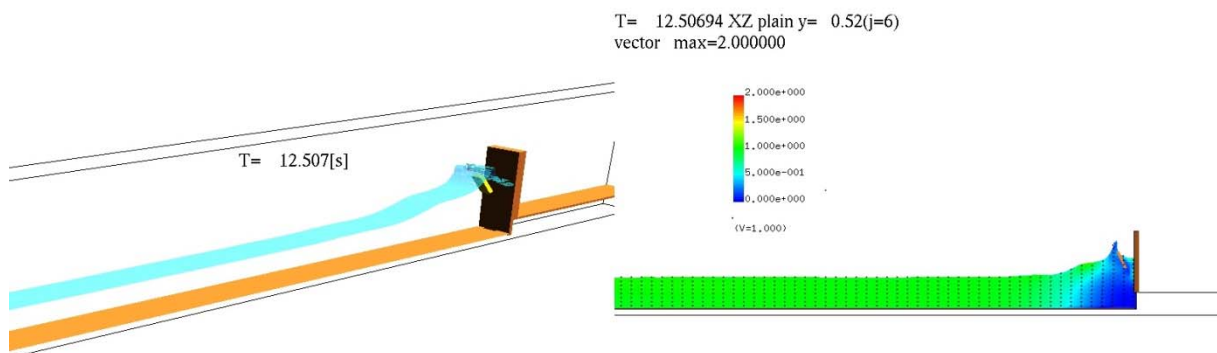 T= 12.507[s]
T= 12.50694 XZ plain y= 0.52(j=6)
vector max=2.000000
2.000e+000
1.500e+000
1.000e+000
5.000e-001
0.000e+000
(V=1.000)